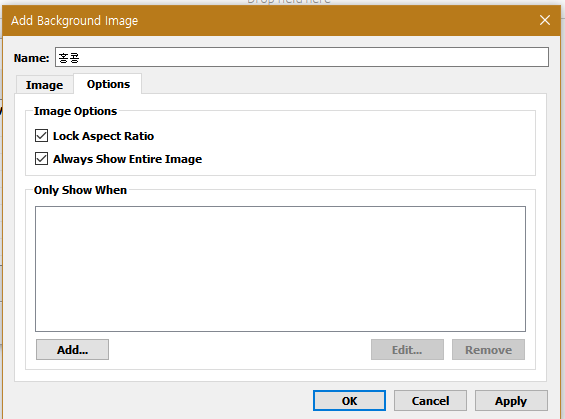 Drop field here
Add Background Image
Name: 홍콩
Image Options
Image Options
Lock Aspect Ratio
Always Show Entire Image
Only Show When
Add... Edit... Remove
OK Cancel Apply